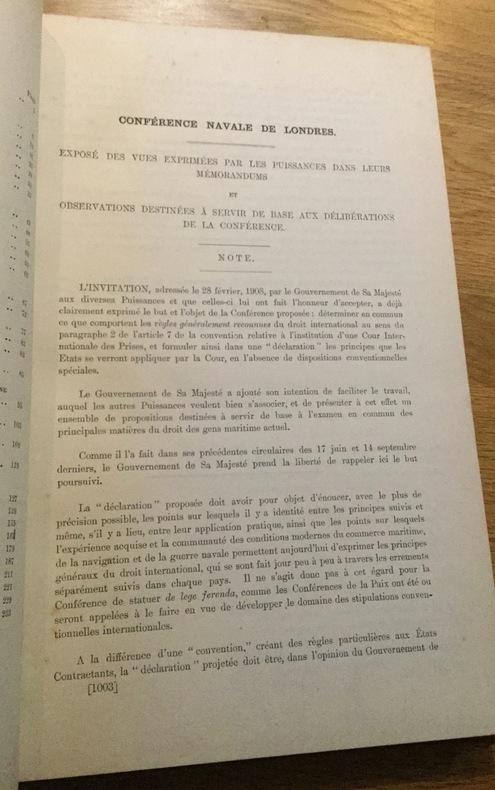 CONFÉRENCE NAVALE DE LONDRES.
EXPOSÉ DES VUES EXPRIMÉES PAR LES PUISSANCES DANS LEURS
MÉMORANDUMS
ET
OBSERVATIONS DESTINÉES À SERVIR DE BASE AUX DÉLIBÉRATIONS
DE LA CONFÉRENCE.
NOTE.
L'INVITATION, adressée le 28 février, 1908, par le Gouvernement de Sa Majesté
aux diverses Puissances et que celles-ci lui ont fait l'honneur d'accepter, a déjà
clairement exprimé le but et l'objet de la Conférence proposée : déterminer en commun
ce que comportent les règles généralement reconnues du droit international au sens du
paragraphe 2 de l'article 7 de la convention relative à l'institution d'une Cour Inter-
nationale des Prises, et formuler ainsi dans une "déclaration" les principes que les
Etats se verront appliquer par la Cour, en l'absence de dispositions conventionnelles
spéciales.
Le Gouvernement de Sa Majesté a ajouté son intention de faciliter le travail,
auquel les autres Puissances veulent bien s'associer, et de présenter à cet effet un
ensemble de propositions destinées à servir de base à l'examen en commun des
principales matières du droit des gens maritime actuel.
Comme il l'a fait dans ses précédentes circulaires des 17 juin et 14 septembre
derniers, le Gouvernement de Sa Majesté prend la liberté de rappeler ici le but
poursuivi.
La "déclaration" proposée doit avoir pour objet d'énoucer, avec le plus de
précision possible, les points sur lesquels il y a identité entre les principes suivis et
même, s'il y a lieu, entre leur application pratique, ainsi que les points sur lesquels
l'expérience acquise et la communauté des conditions modernes du commerce maritime,
de la navigation et de la guerre navale permettent aujourd'hui d'exprimer les principes
généraux du droit international, qui se sont fait jour peu à peu à travers les errements
séparément suivis dans chaque pays. Il ne s'agit donc pas à cet égard pour la
Conférence de statuer de lege ferenda, comme les Conférences de la Paix ont été ou
seront appelées à le faire en vue de développer le domaine des stipulations conven-
tionnelles internationales.
A la différence d'une "convention," créant des règles particulières aux États
Contractants, la "déclaration" projetée doit être, dans l'opinion du Gouvernement de
[1003]
103
109
119
127
129
155
179
187
211
221
229
233